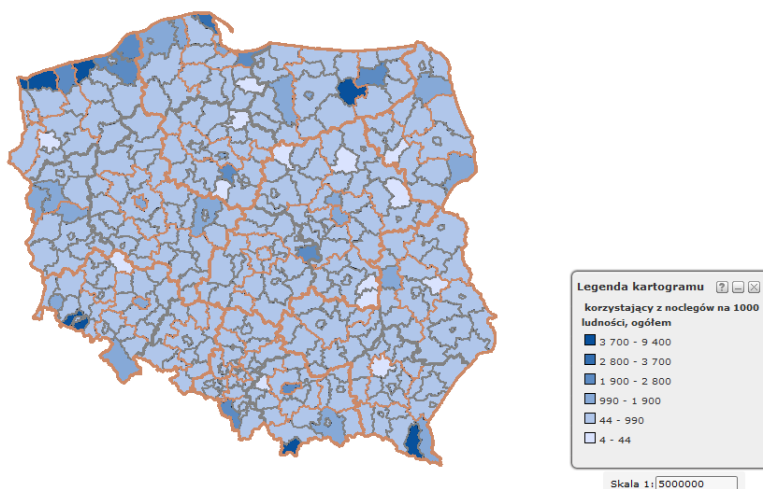 Legenda kartogramu
korzystający z noclegów na 1000
ludności, ogółem
3 700 - 9 400
2 800 - 3 700
1 900 - 2 800
990 - 1 900
44 - 990
4 - 44
Skala 1: 5000000